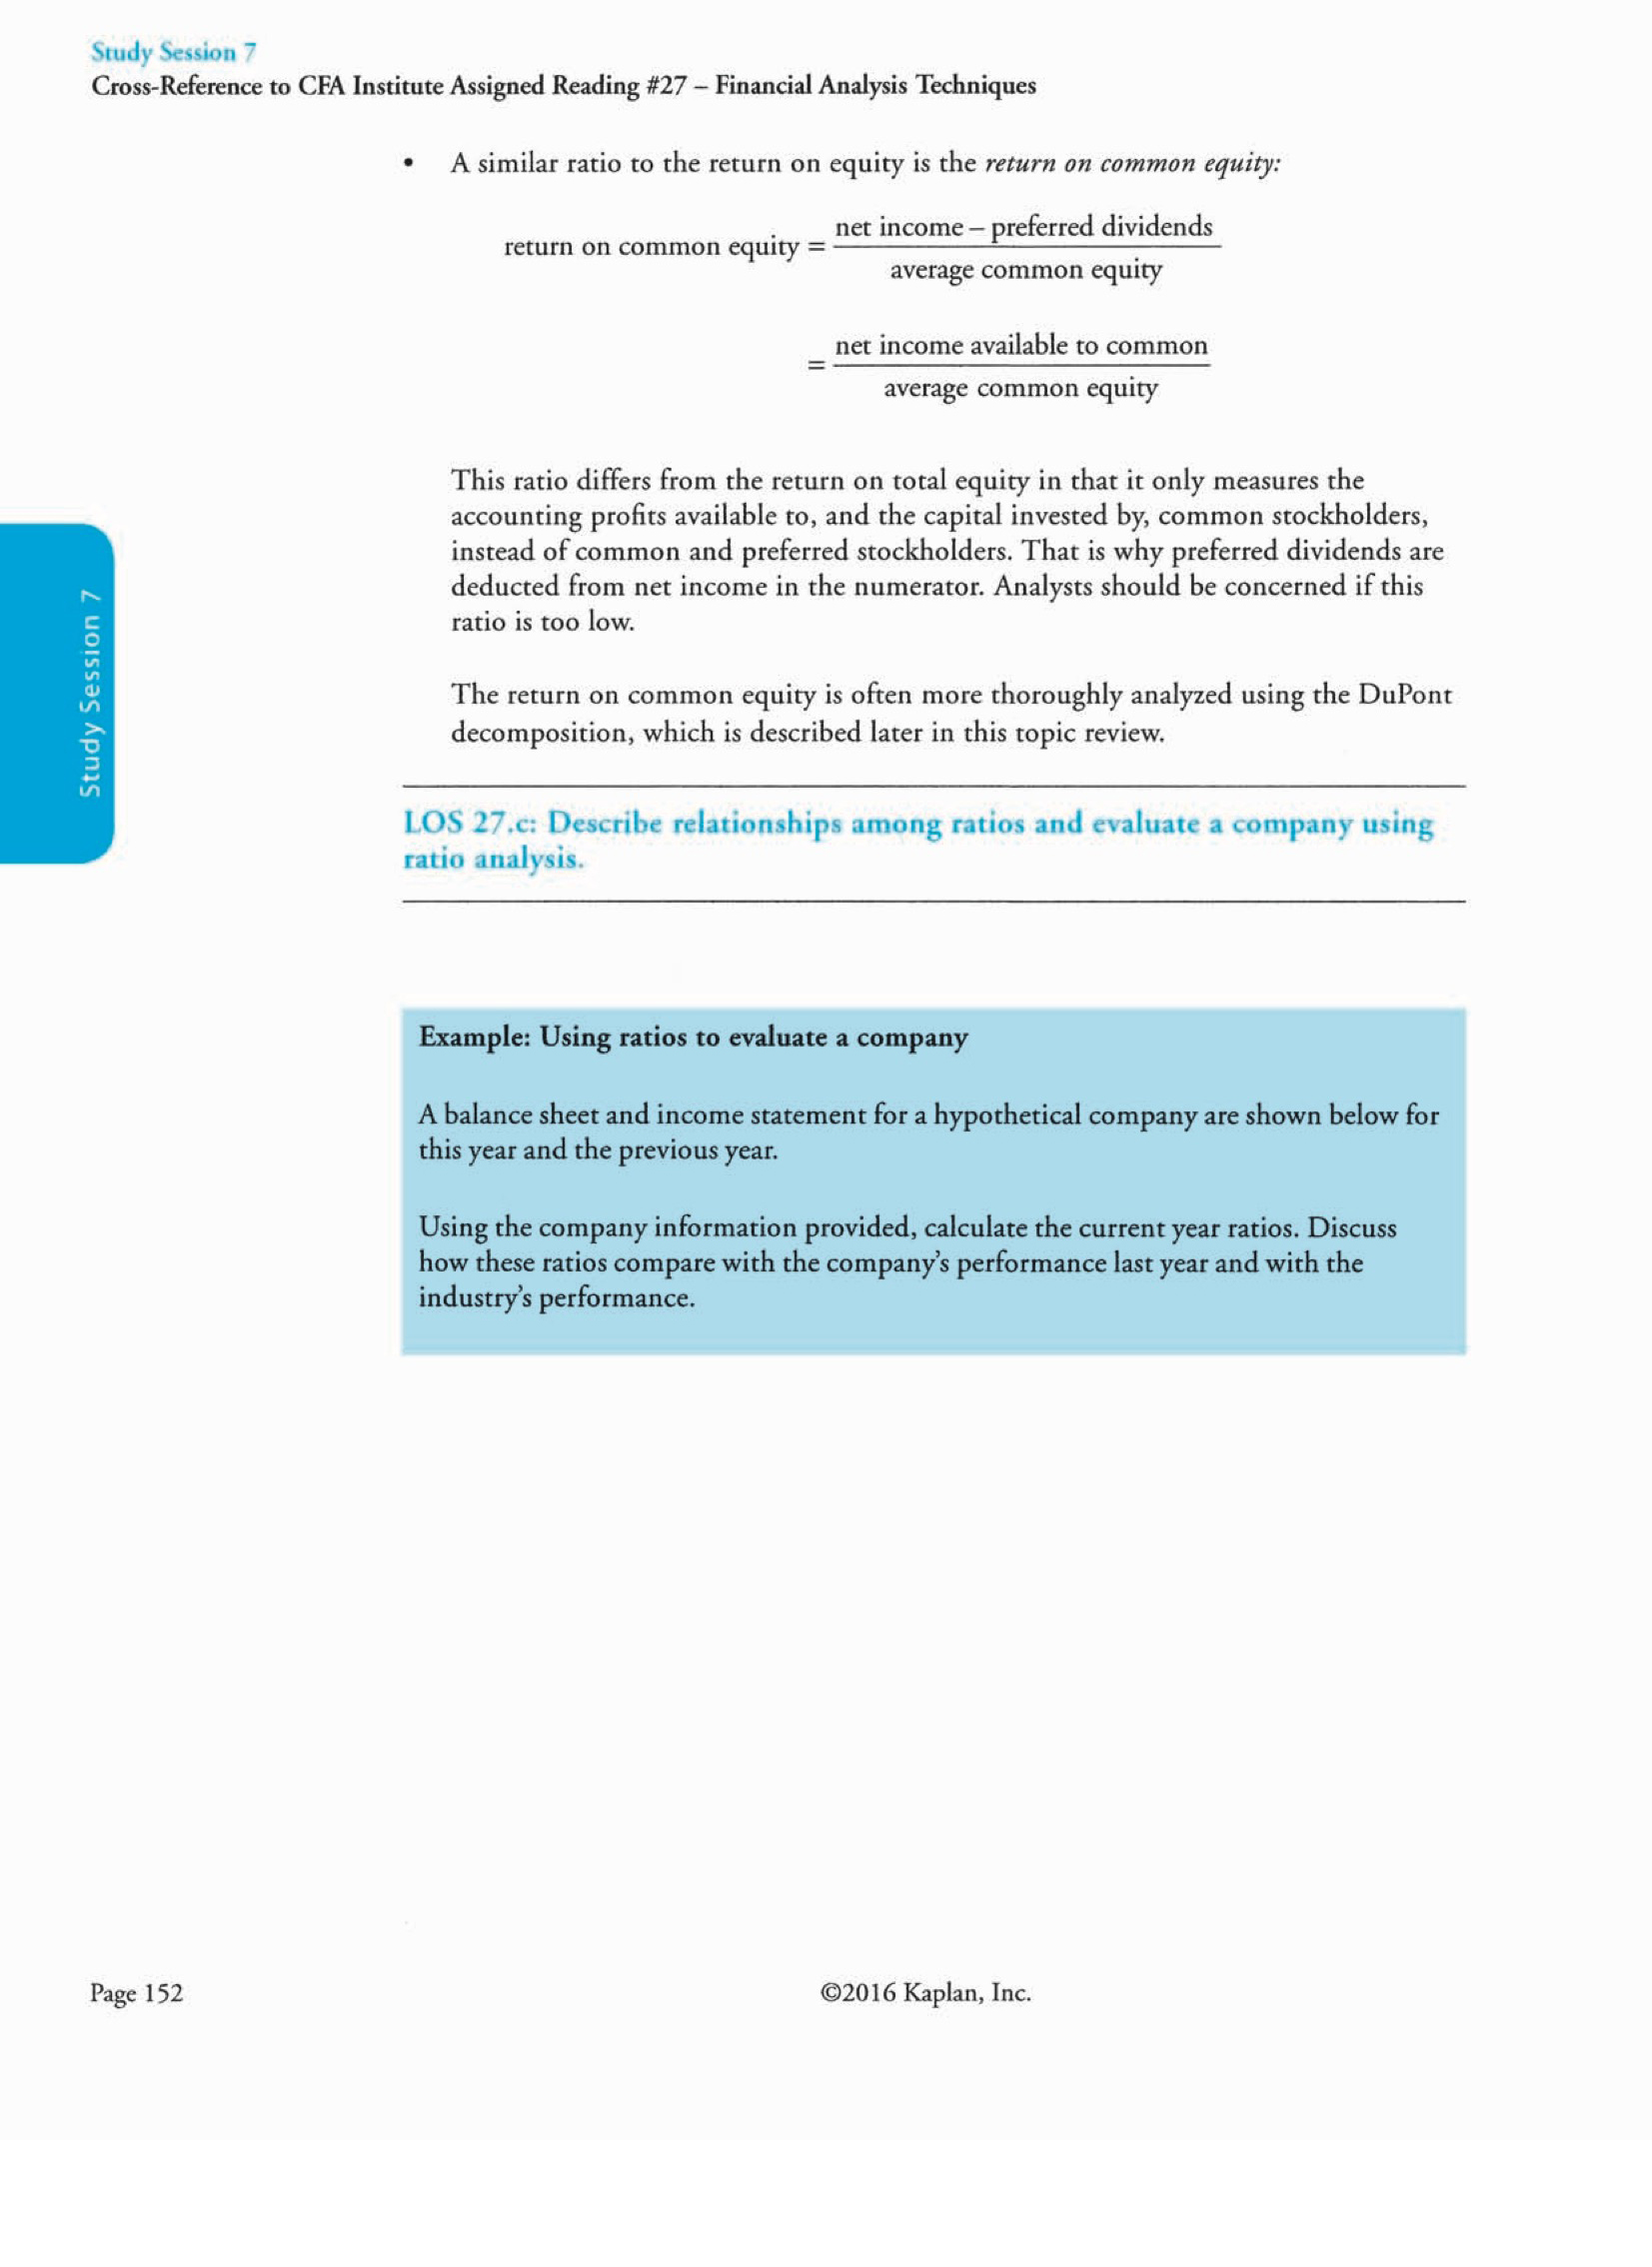 Study Session 7
Cross-Reference to CFA Institute Assigned Reading #27 – Financial Analysis Techniques
• A similar ratio to the return on equity is the return on common equity:
return on common equity = net income – preferred dividends
average common equity
= net income available to common
average common equity
This ratio differs from the return on total equity in that it only measures the
accounting profits available to, and the capital invested by, common stockholders,
instead of common and preferred stockholders. That is why preferred dividends are
deducted from net income in the numerator. Analysts should be concerned if this
ratio is too low.
The return on common equity is often more thoroughly analyzed using the DuPont
decomposition, which is described later in this topic review.
Study Session 7
LOS 27.c: Describe relationships among ratios and evaluate a company using
ratio analysis.
Example: Using ratios to evaluate a company
A balance sheet and income statement for a hypothetical company are shown below for
this year and the previous year.
Using the company information provided, calculate the current year ratios. Discuss
how these ratios compare with the company's performance last year and with the
industry's performance.
Page 152
©2016 Kaplan, Inc.